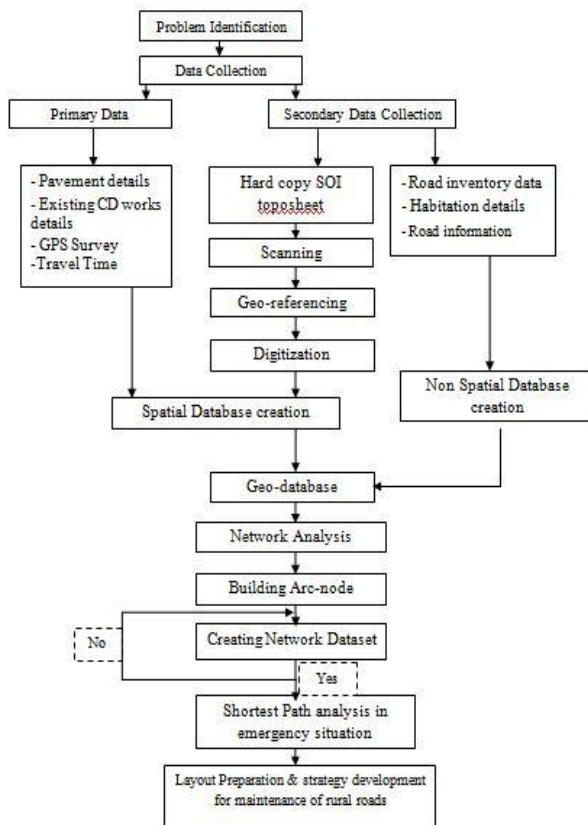 Problem Identification
Data Collection
Primary Data
Secondary Data Collection
- Pavement details
- Existing CD works
details
- GPS Survey
-Travel Time
Hard copy SOI
toposheet
- Road inventory data
- Habitation details
- Road information
Scanning
Geo-referencing
Digitization
Spatial Database creation
Non Spatial Database
creation
Geo-database
Network Analysis
Building Arc-node
No
Creating Network Dataset
Yes
Shortest Path analysis in
emergency situation
Layout Preparation & strategy development
for maintenance of rural roads